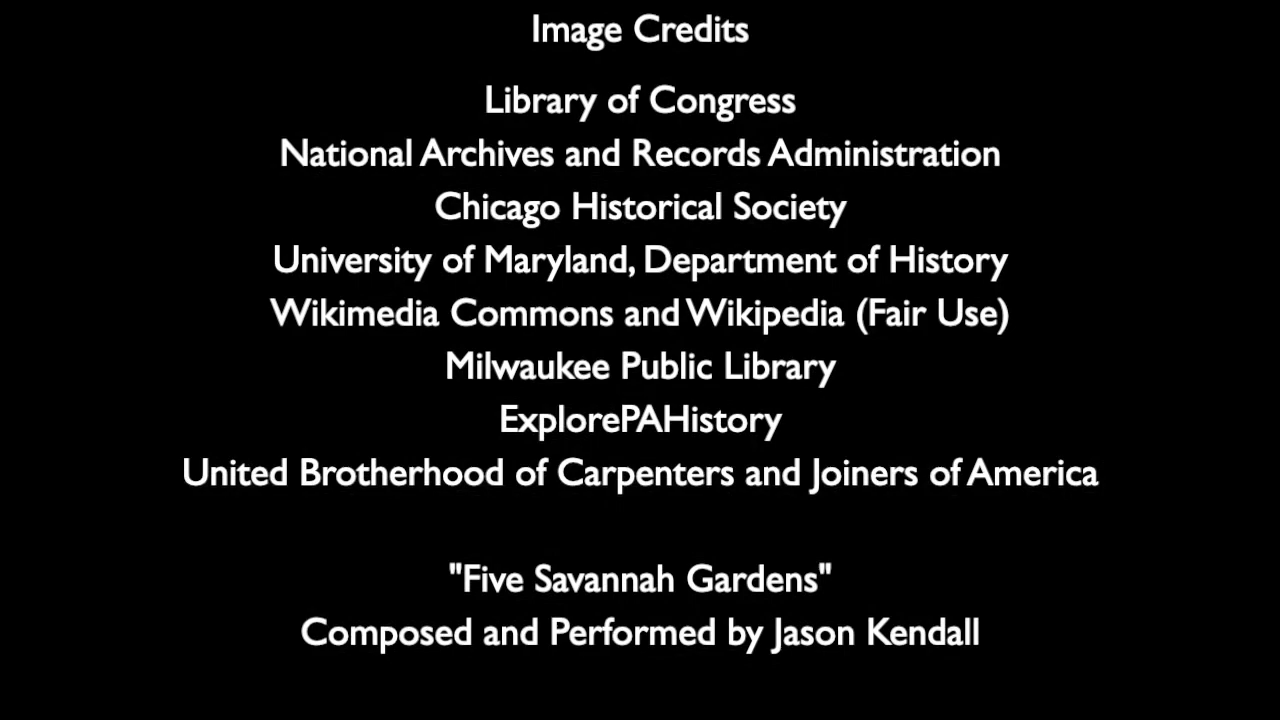 Image Credits
Library of Congress
National Archives and Records Administration
Chicago Historical Society
University of Maryland, Department of History
Wikimedia Commons and Wikipedia (Fair Use)
Milwaukee Public Library
ExplorePAHistory
United Brotherhood of Carpenters and Joiners of America
"Five Savannah Gardens"
Composed and Performed by Jason Kendall